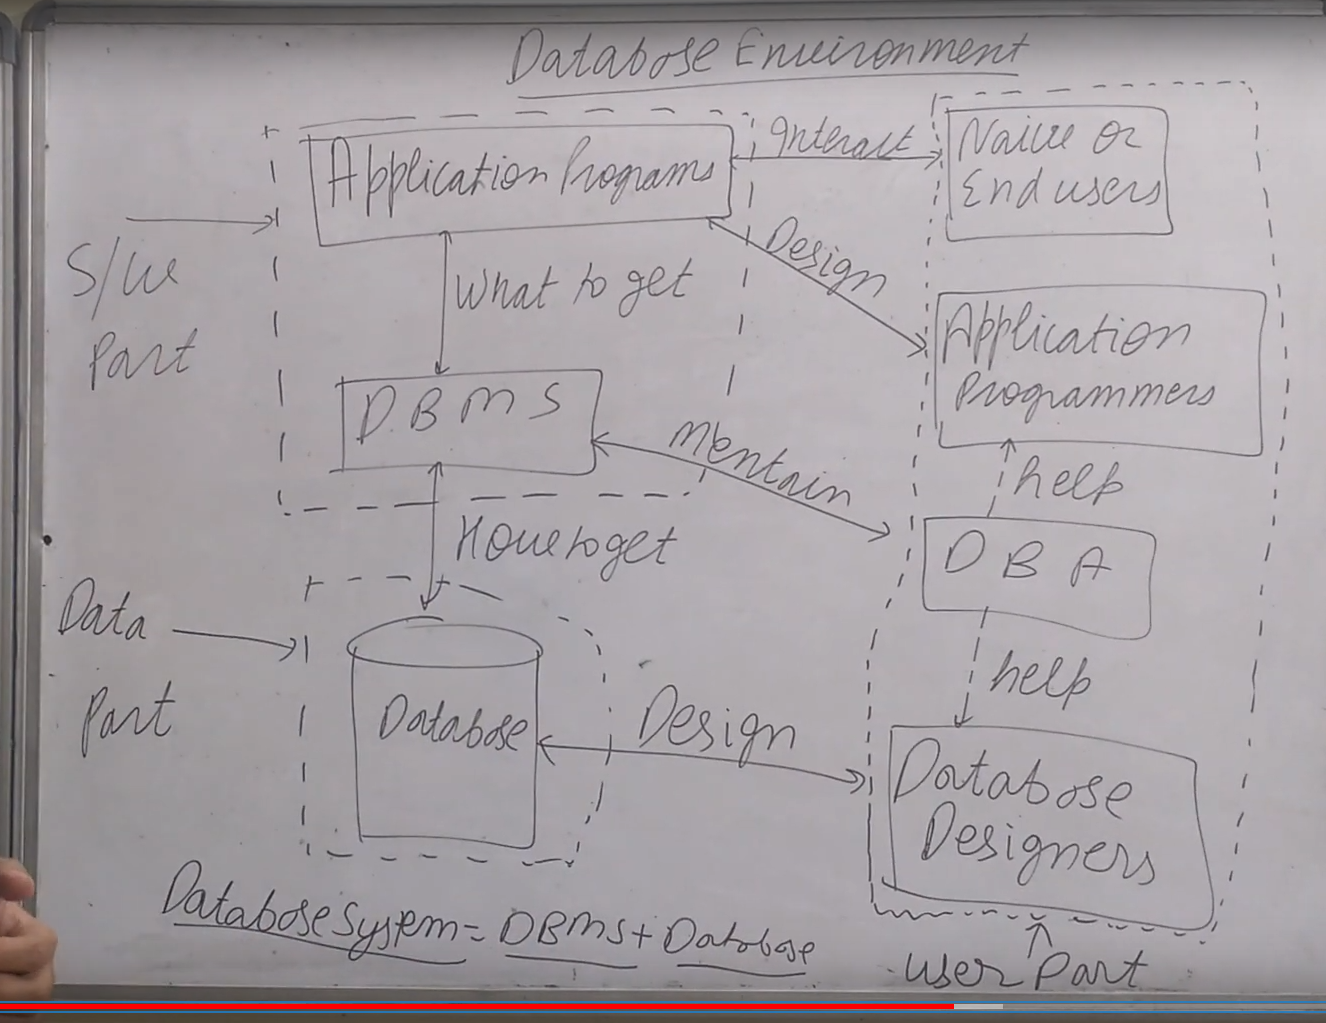 Database Environment
Application Programs
Interact
Naive or
End users
S/W
Part
What to get
Design
Application
Programmers
DBMS
Mentain
help
How to get
DBA
Data
Part
help
Database
Design
Database
Designers
Database System = DBMS + Database
User Part